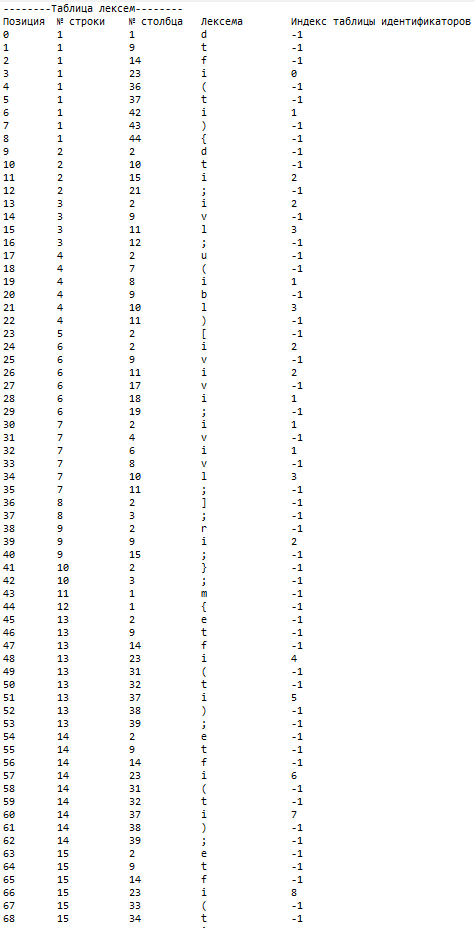 --------Таблица лексем--------
Позиция № строки № столбца Лексема Индекс таблицы идентификаторов
0 1 1 d -1
1 1 9 t -1
2 1 14 f -1
3 1 23 i 0
4 1 36 ( -1
5 1 37 t -1
6 1 42 i 1
7 1 43 ) -1
8 1 44 { -1
9 2 2 d -1
10 2 10 t -1
11 2 15 i 2
12 2 21 ; -1
13 3 2 i 2
14 3 9 v -1
15 3 11 l 3
16 3 12 ; -1
17 4 2 u -1
18 4 7 ( -1
19 4 8 i 1
20 4 9 b -1
21 4 10 l 3
22 4 11 ) -1
23 5 2 [ -1
24 6 2 i 2
25 6 9 v -1
26 6 11 i 2
27 6 17 v -1
28 6 18 i 1
29 6 19 ; -1
30 7 2 i 1
31 7 4 v -1
32 7 6 i 1
33 7 8 v -1
34 7 10 l 3
35 7 11 ; -1
36 8 2 ] -1
37 8 3 ; -1
38 9 2 r -1
39 9 9 i 2
40 9 15 ; -1
41 10 2 } -1
42 10 3 ; -1
43 11 1 m -1
44 12 1 { -1
45 13 2 e -1
46 13 9 t -1
47 13 14 f -1
48 13 23 i 4
49 13 31 ( -1
50 13 32 t -1
51 13 37 i 5
52 13 38 ) -1
53 13 39 ; -1
54 14 2 e -1
55 14 9 t -1
56 14 14 f -1
57 14 23 i 6
58 14 31 ( -1
59 14 32 t -1
60 14 37 i 7
61 14 38 ) -1
62 14 39 ; -1
63 15 2 e -1
64 15 9 t -1
65 15 14 f -1
66 15 23 i 8
67 15 33 ( -1
68 15 34 t -1